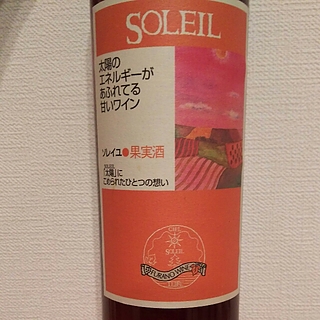 SOLEIL
太陽の
エネルギーが
あふれてる
甘いワイン
ソレイユ●果実酒
「太陽」に
こめられたひとつの想い
SOLEIL
FURANO WINE